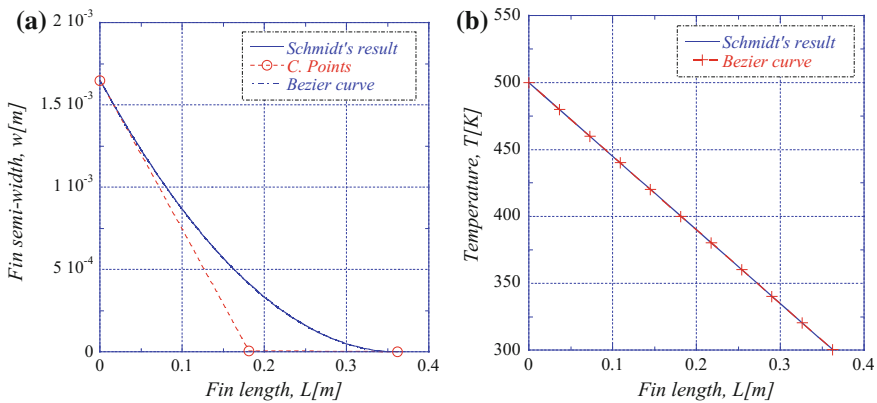 (a)
2 10⁻³
1.5 10⁻³
1 10⁻³
5 10⁻⁴
0
Fin semi-width, w[m]
Schmidt's result
C. Points
Bezier curve
0 0.1 0.2 0.3 0.4
Fin length, L[m]
(b)
550
500
450
400
350
300
Temperature, T[K]
Schmidt's result
Bezier curve
0 0.1 0.2 0.3 0.4
Fin length, L[m]